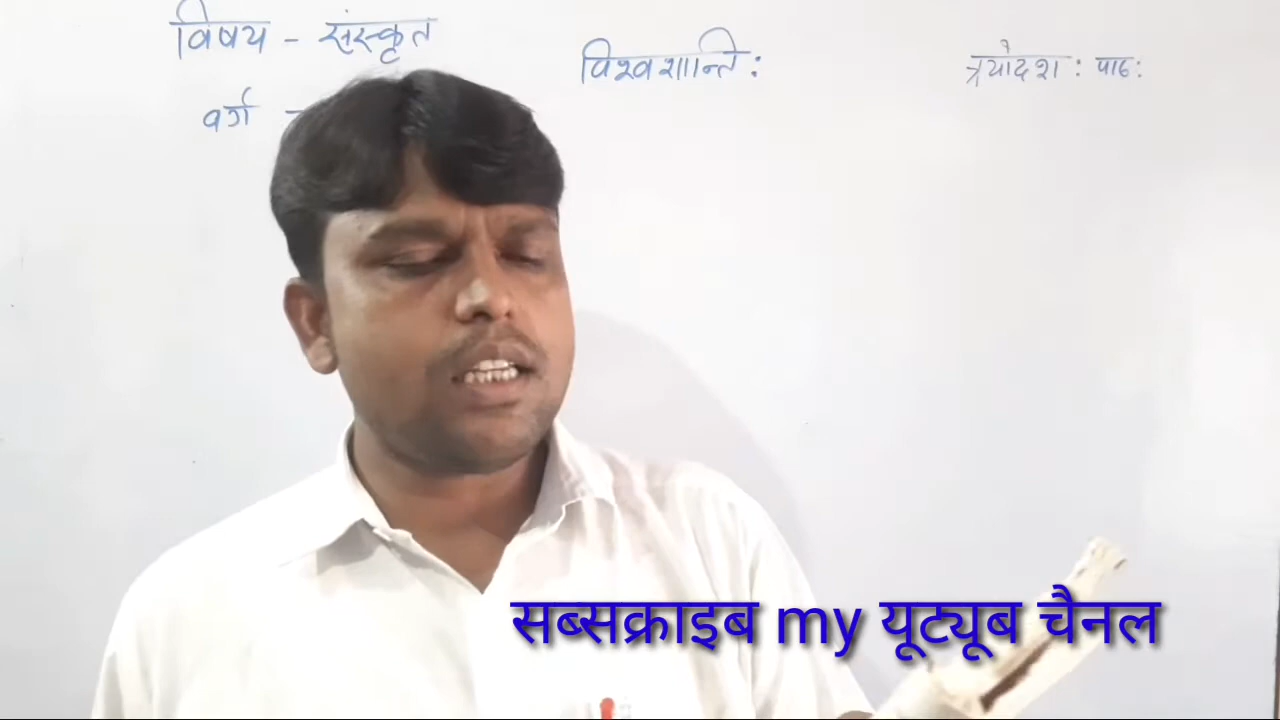 विषय - संस्कृत
विश्वशान्ति:
त्रयोदश: पाठ:
वर्ग -
सब्सक्राइब my यूट्यूब चैनल